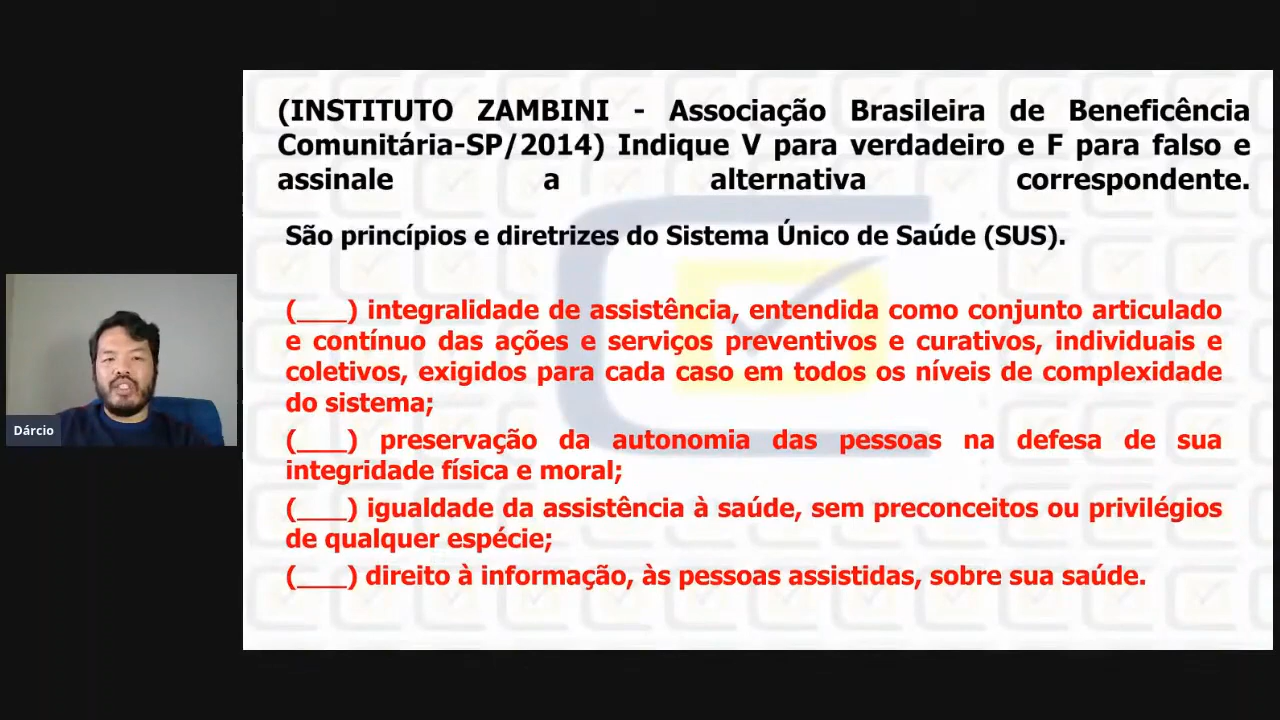 (INSTITUTO ZAMBINI - Associação Brasileira de Beneficência
Comunitária-SP/2014) Indique V para verdadeiro e F para falso e
assinale a alternativa correspondente.
São princípios e diretrizes do Sistema Único de Saúde (SUS).
(___) integralidade de assistência, entendida como conjunto articulado
e contínuo das ações e serviços preventivos e curativos, individuais e
coletivos, exigidos para cada caso em todos os níveis de complexidade
do sistema;
(___) preservação da autonomia das pessoas na defesa de sua
integridade física e moral;
(___) igualdade da assistência à saúde, sem preconceitos ou privilégios
de qualquer espécie;
(___) direito à informação, às pessoas assistidas, sobre sua saúde.
Dárcio